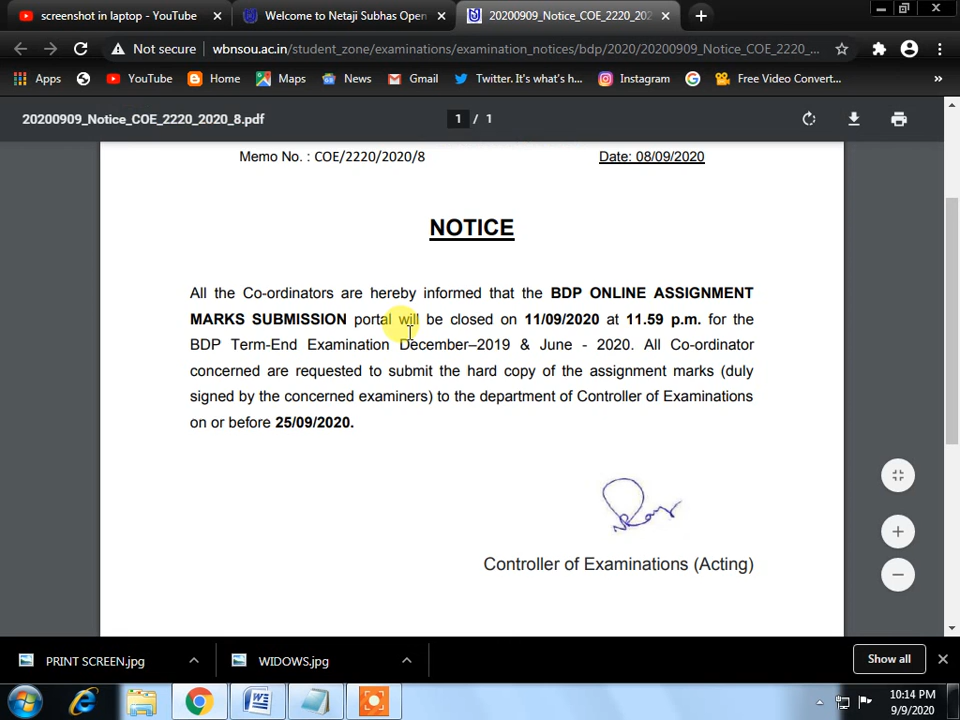 screenshot in laptop - YouTube
Welcome to Netaji Subhas Open
20200909_Notice_COE_2220_202
Not secure
wbnsou.ac.in/student_zone/examinations/examination_notices/bdp/2020/20200909_Notice_COE_2220_...
Apps
YouTube
Home
Maps
News
Gmail
Twitter. It's what's h...
Instagram
Free Video Convert...
»
20200909_Notice_COE_2220_2020_8.pdf
1 / 1
Memo No. : COE/2220/2020/8
Date: 08/09/2020
NOTICE
All the Co-ordinators are hereby informed that the BDP ONLINE ASSIGNMENT
MARKS SUBMISSION portal will be closed on 11/09/2020 at 11.59 p.m. for the
BDP Term-End Examination December–2019 & June - 2020. All Co-ordinator
concerned are requested to submit the hard copy of the assignment marks (duly
signed by the concerned examiners) to the department of Controller of Examinations
on or before 25/09/2020.
Controller of Examinations (Acting)
PRINT SCREEN.jpg
WIDOWS.jpg
Show all
10:14 PM
9/9/2020